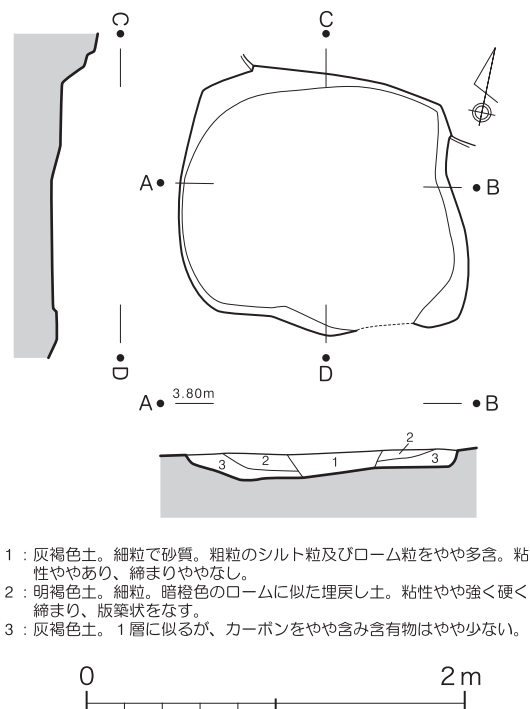 C
C
A
B
D
D
A 3.80m B
2
3 2 1 3
1 : 灰褐色土。細粒で砂質。粗粒のシルト粒及びローム粒をやや多含。粘
性ややあり、締まりややなし。
2 : 明褐色土。細粒。暗橙色のロームに似た埋戻し土。粘性やや強く硬く
締まり、版築状をなす。
3 : 灰褐色土。1層に似るが、カーボンをやや含み含有物はやや少ない。
0 2m